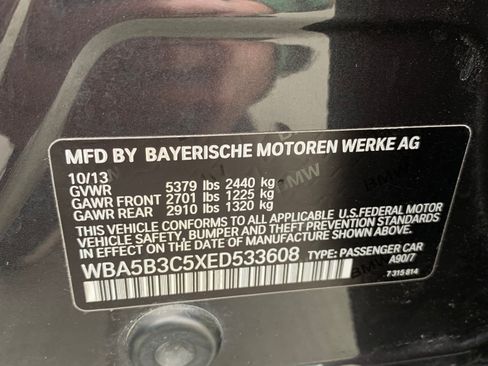 MFD BY BAYERISCHE MOTOREN WERKE AG
10/13
GVWR 5379 lbs 2440 kg
GAWR FRONT 2701 lbs 1225 kg
GAWR REAR 2910 lbs 1320 kg
THIS VEHICLE CONFORMS TO ALL APPLICABLE U.S.FEDERAL MOTOR
VEHICLE SAFETY, BUMPER, AND THEFT PREVENTION STANDARDS
IN EFFECT ON THE DATE OF MANUFACTURE SHOWN ABOVE.
WBA5B3C5XED533608 TYPE: PASSENGER CAR
A90/7
7 315 814